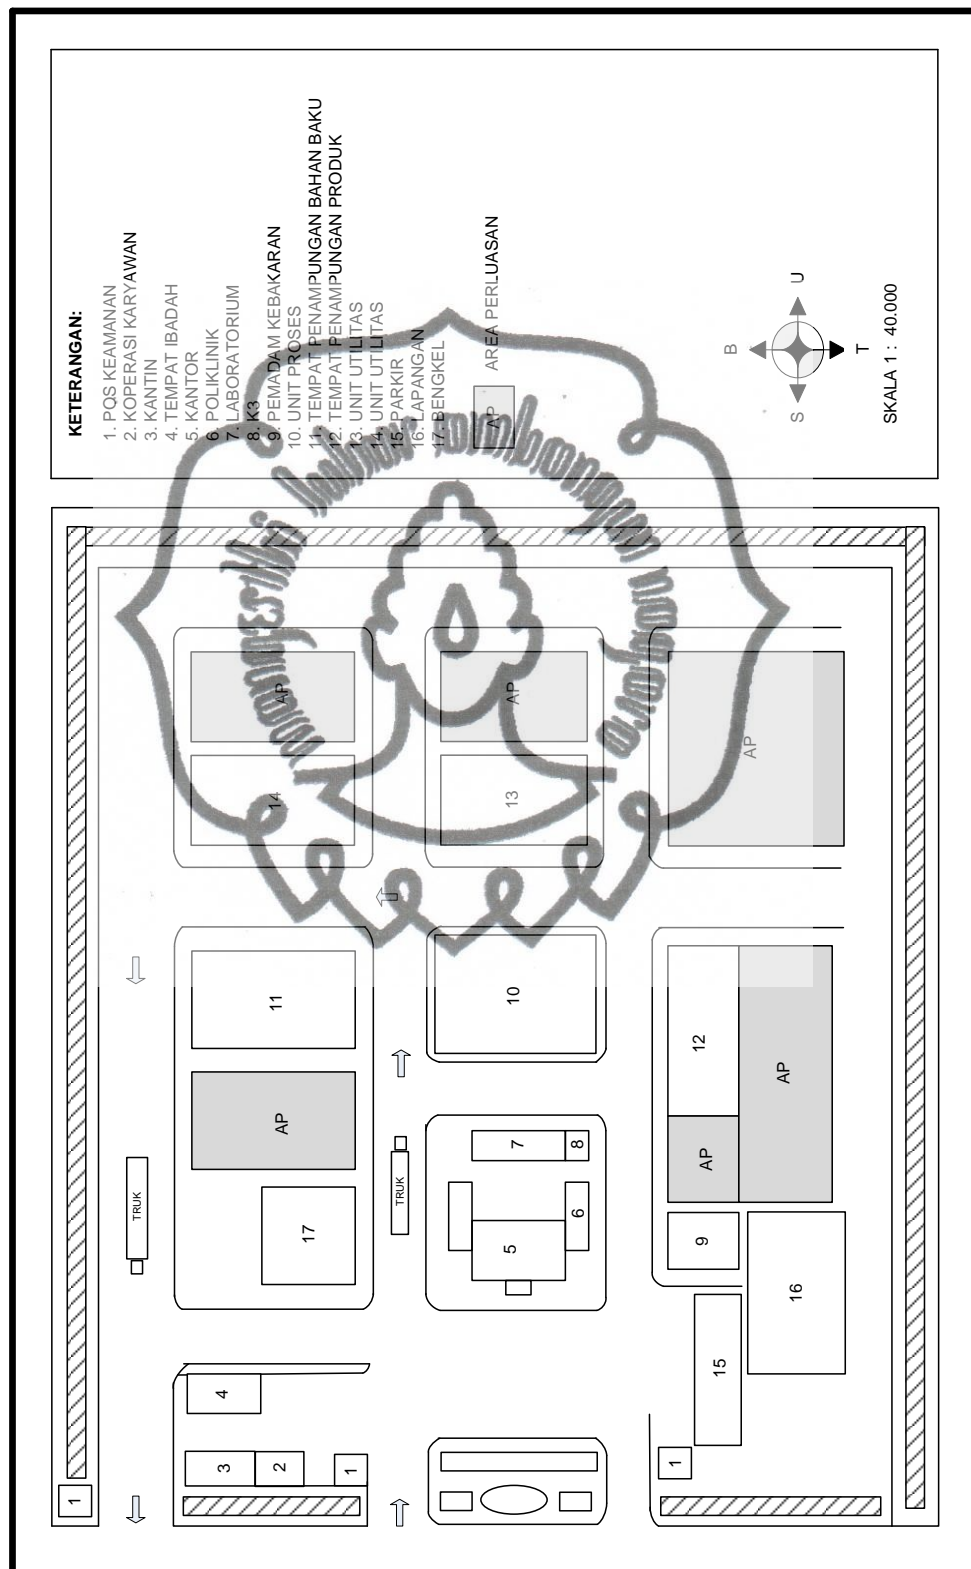 KETERANGAN:
1. POS KEAMANAN
2. KOPERASI KARYAWAN
3. KANTIN
4. TEMPAT IBADAH
5. KANTOR
6. POLIKLINIK
7. LABORATORIUM
8. K3
9. PEMADAM KEBAKARAN
10. UNIT PROSES
11. TEMPAT PENAMPUNGAN BAHAN BAKU
12. TEMPAT PENAMPUNGAN PRODUK
13. UNIT UTILITAS
14. UNIT UTILITAS
15. PARKIR
16. LAPANGAN
17. BENGKEL
AP AREA PERLUASAN
B
S U
T
SKALA 1 : 40.000
mangesthi luhur ambangun nagara
1
3
2
1
4
TRUK
17
AP
11
14
AP
TRUK
5
6
7
8
10
13
AP
1
15
16
9
AP
12
AP
AP